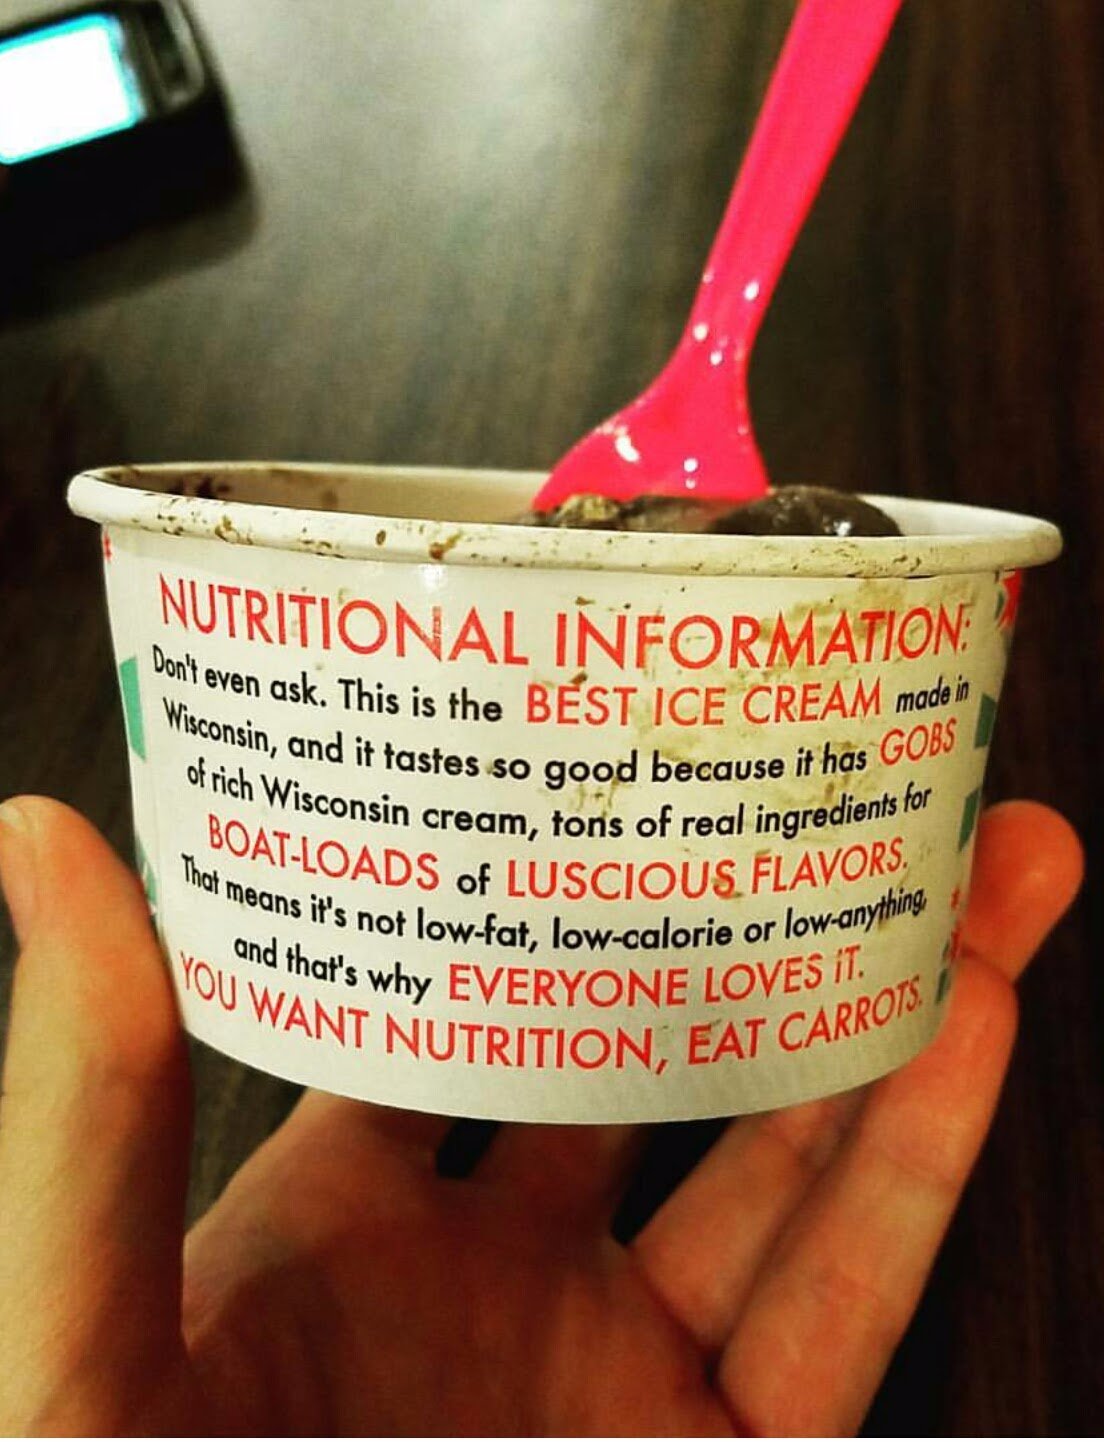 NUTRITIONAL INFORMATION:
Don't even ask. This is the BEST ICE CREAM made in
Wisconsin, and it tastes so good because it has GOBS
of rich Wisconsin cream, tons of real ingredients for
BOAT-LOADS of LUSCIOUS FLAVORS.
That means it's not low-fat, low-calorie or low-anything,
and that's why EVERYONE LOVES iT.
YOU WANT NUTRITION, EAT CARROTS.